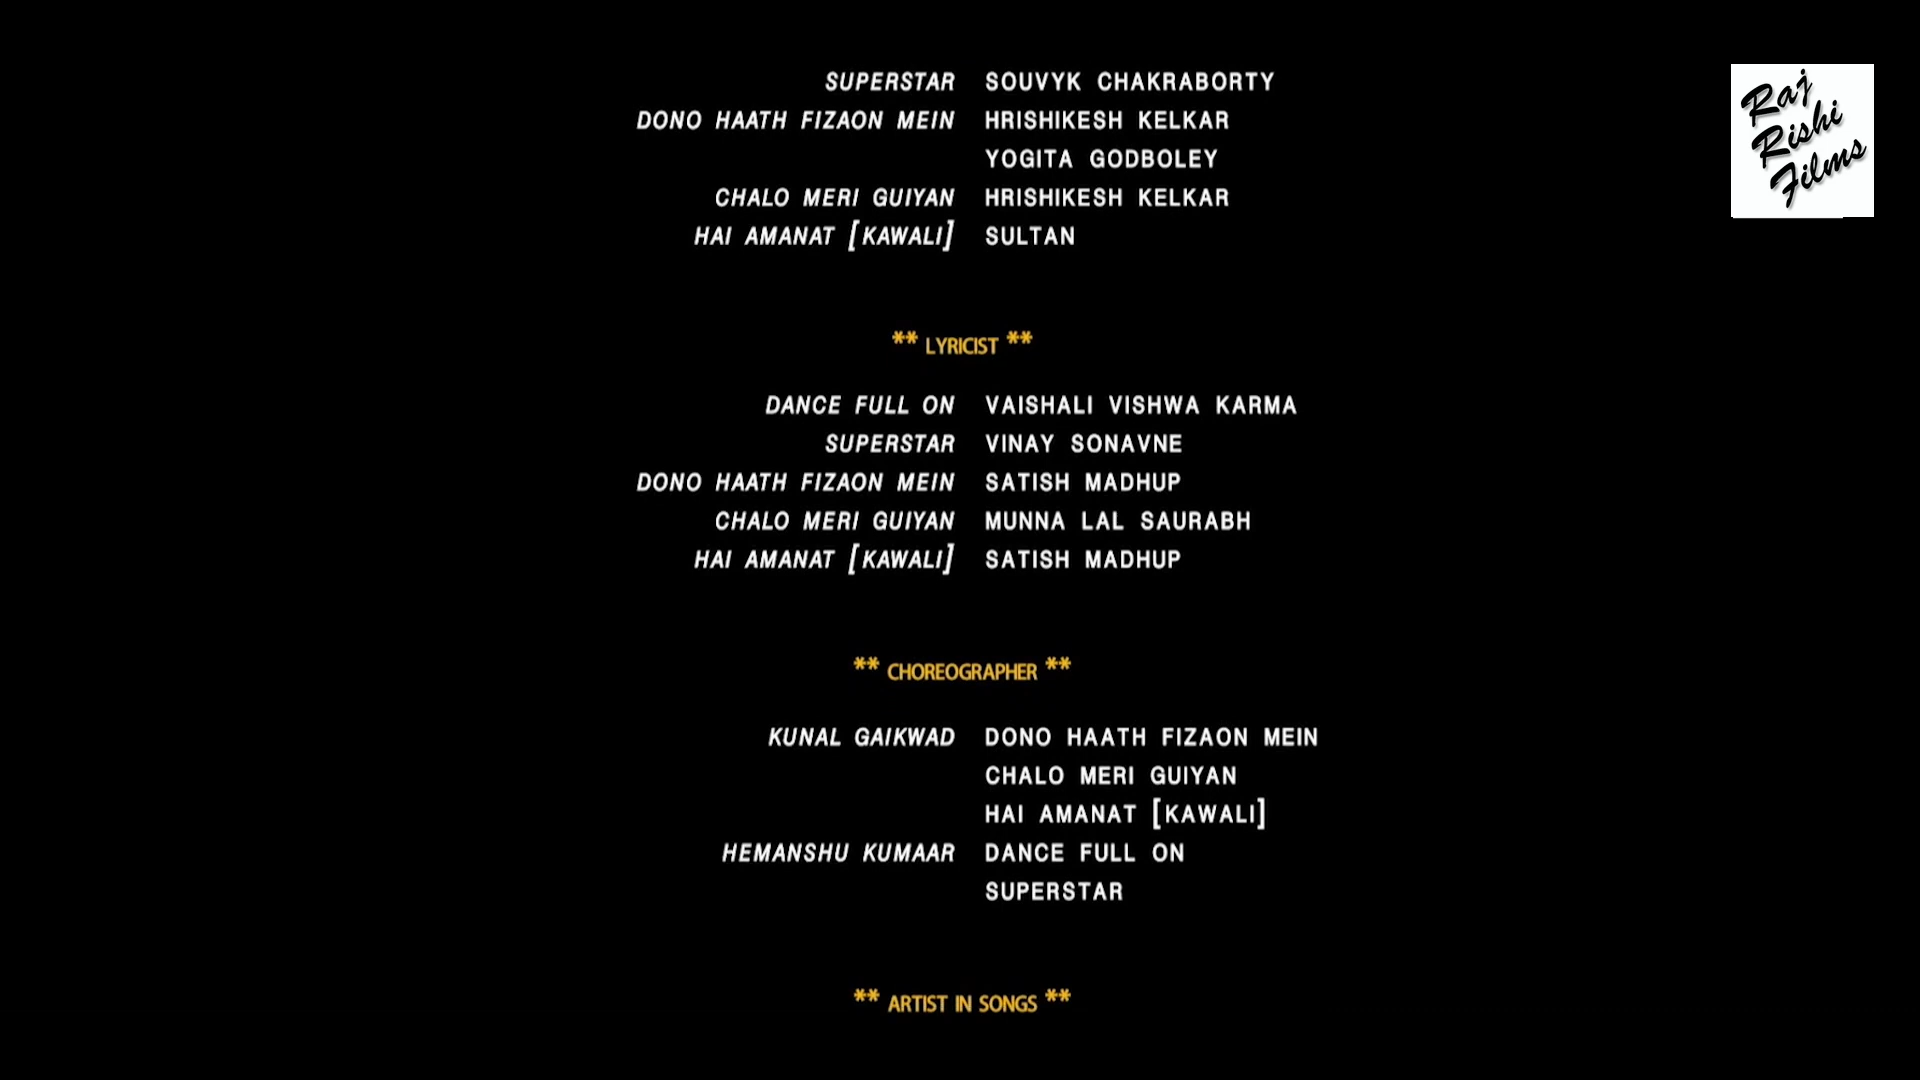 SUPERSTAR SOUVYK CHAKRABORTY
DONO HAATH FIZAON MEIN HRISHIKESH KELKAR
YOGITA GODBOLEY
CHALO MERI GUIYAN HRISHIKESH KELKAR
HAI AMANAT [KAWALI] SULTAN
** LYRICIST **
DANCE FULL ON VAISHALI VISHWA KARMA
SUPERSTAR VINAY SONAVNE
DONO HAATH FIZAON MEIN SATISH MADHUP
CHALO MERI GUIYAN MUNNA LAL SAURABH
HAI AMANAT [KAWALI] SATISH MADHUP
** CHOREOGRAPHER **
KUNAL GAIKWAD DONO HAATH FIZAON MEIN
CHALO MERI GUIYAN
HAI AMANAT [KAWALI]
HEMANSHU KUMAAR DANCE FULL ON
SUPERSTAR
** ARTIST IN SONGS **
Raj
Rishi
Films